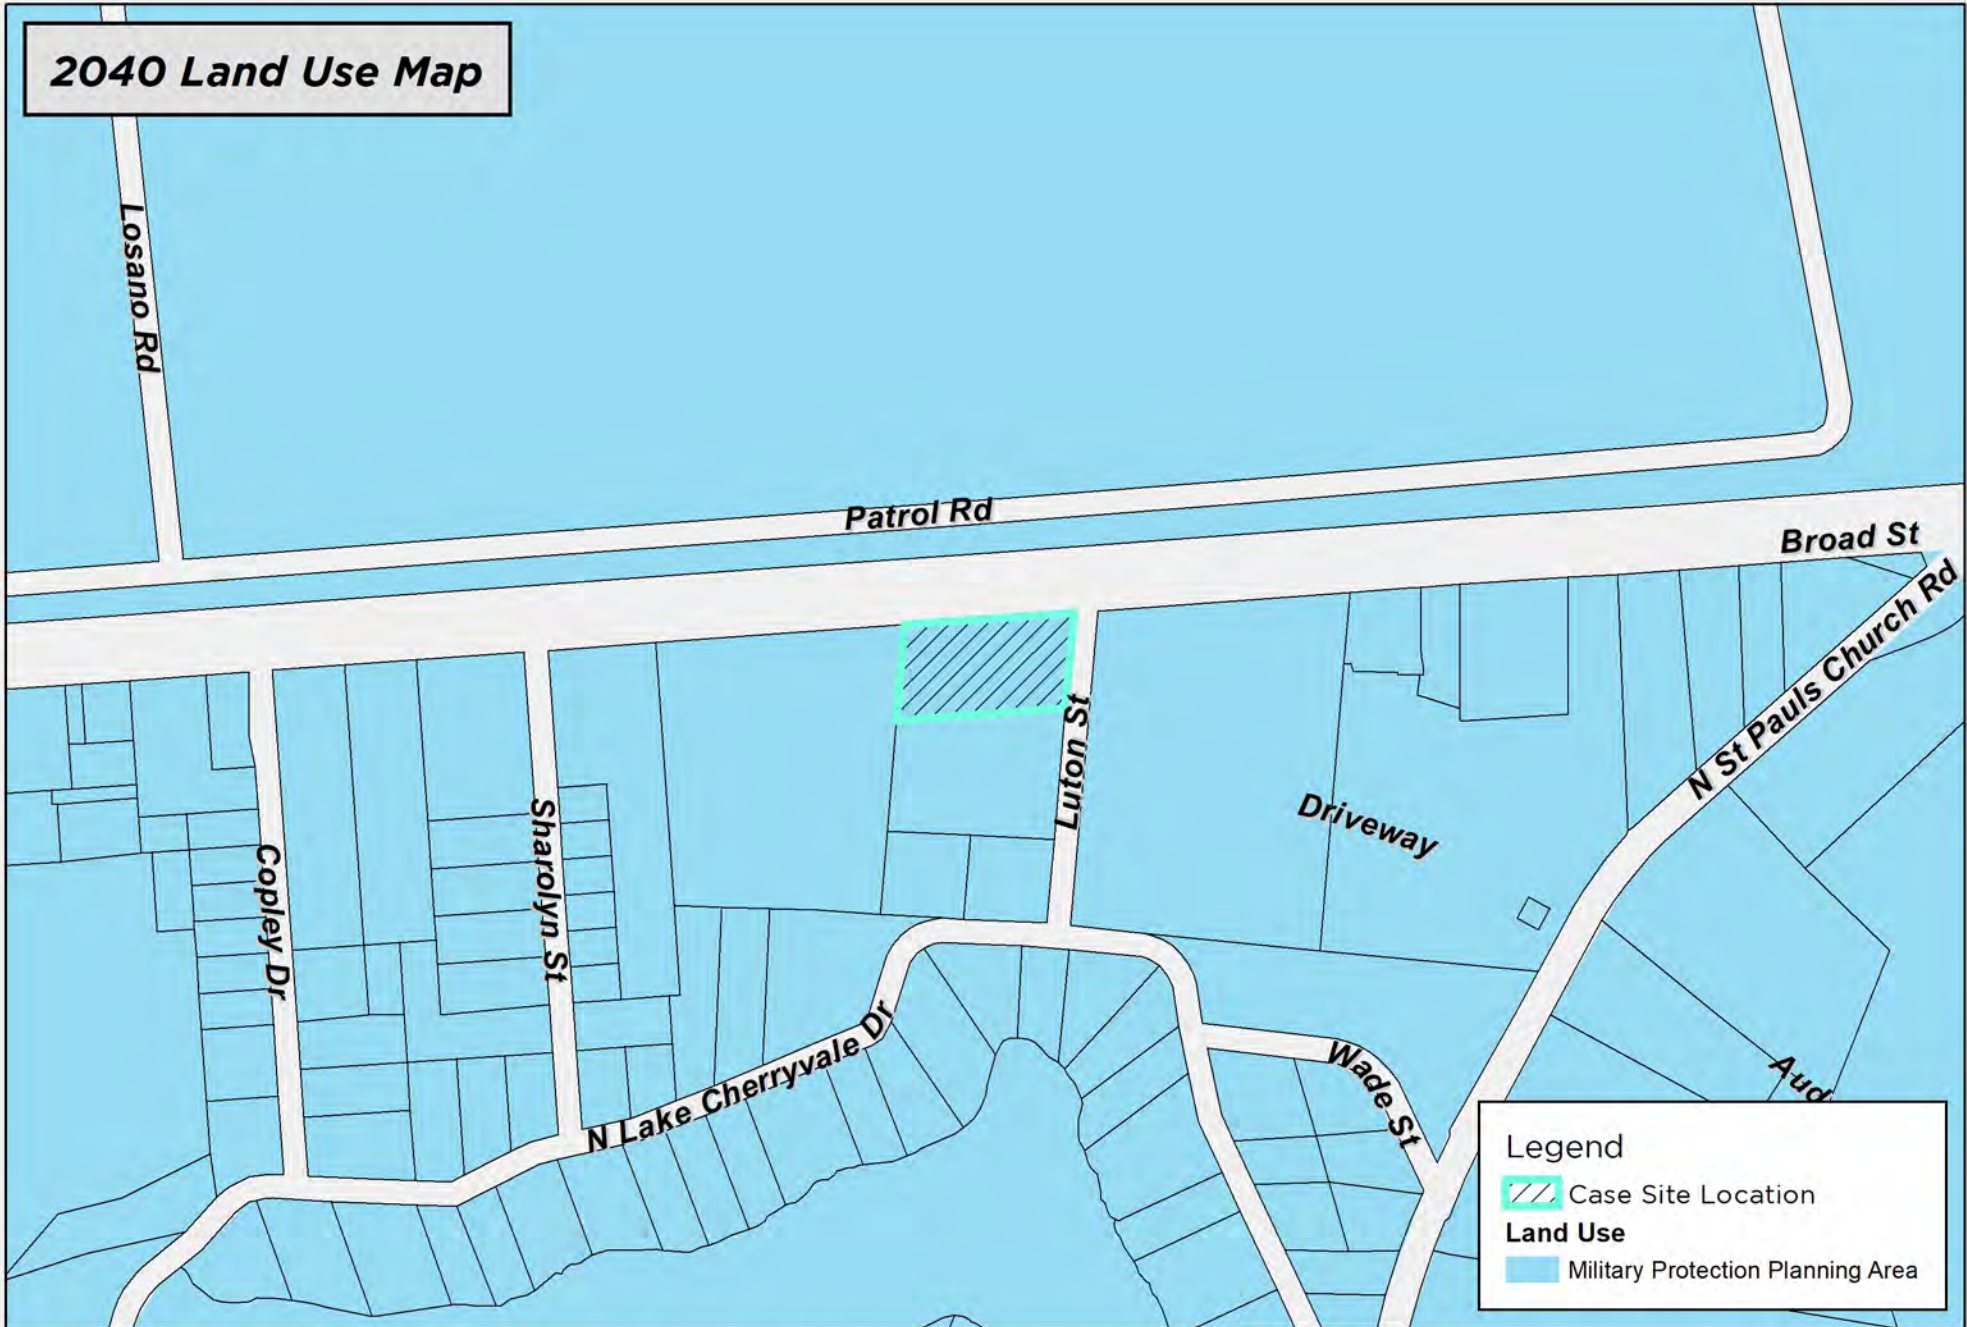 2040 Land Use Map
Losano Rd
Patrol Rd
Broad St
N St Pauls Church Rd
Luton St
Driveway
Sharolyn St
Copley Dr
N Lake Cherryvale Dr
Wade St
Aud
Legend
Case Site Location
Land Use
Military Protection Planning Area